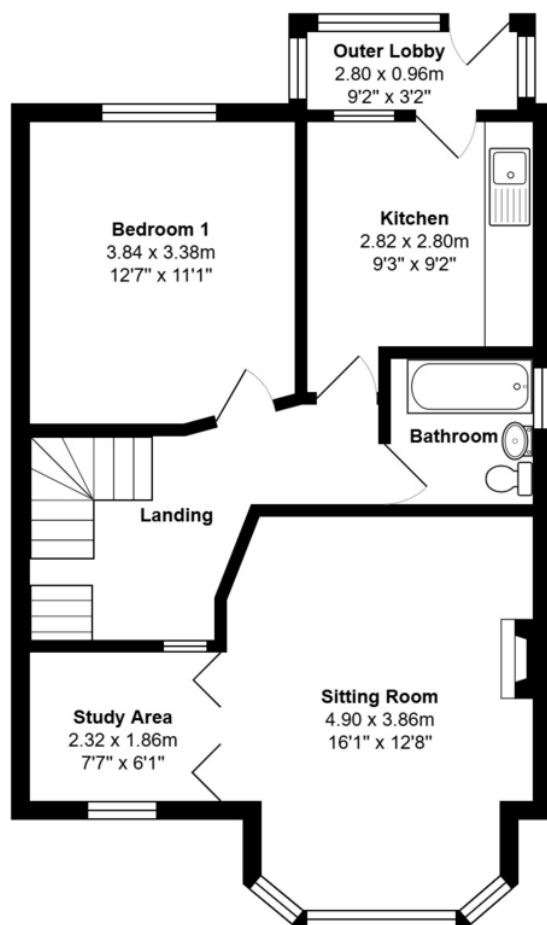 Outer Lobby
2.80 x 0.96m
9'2" x 3'2"
Bedroom 1
3.84 x 3.38m
12'7" x 11'1"
Kitchen
2.82 x 2.80m
9'3" x 9'2"
Bathroom
Landing
Study Area
2.32 x 1.86m
7'7" x 6'1"
Sitting Room
4.90 x 3.86m
16'1" x 12'8"